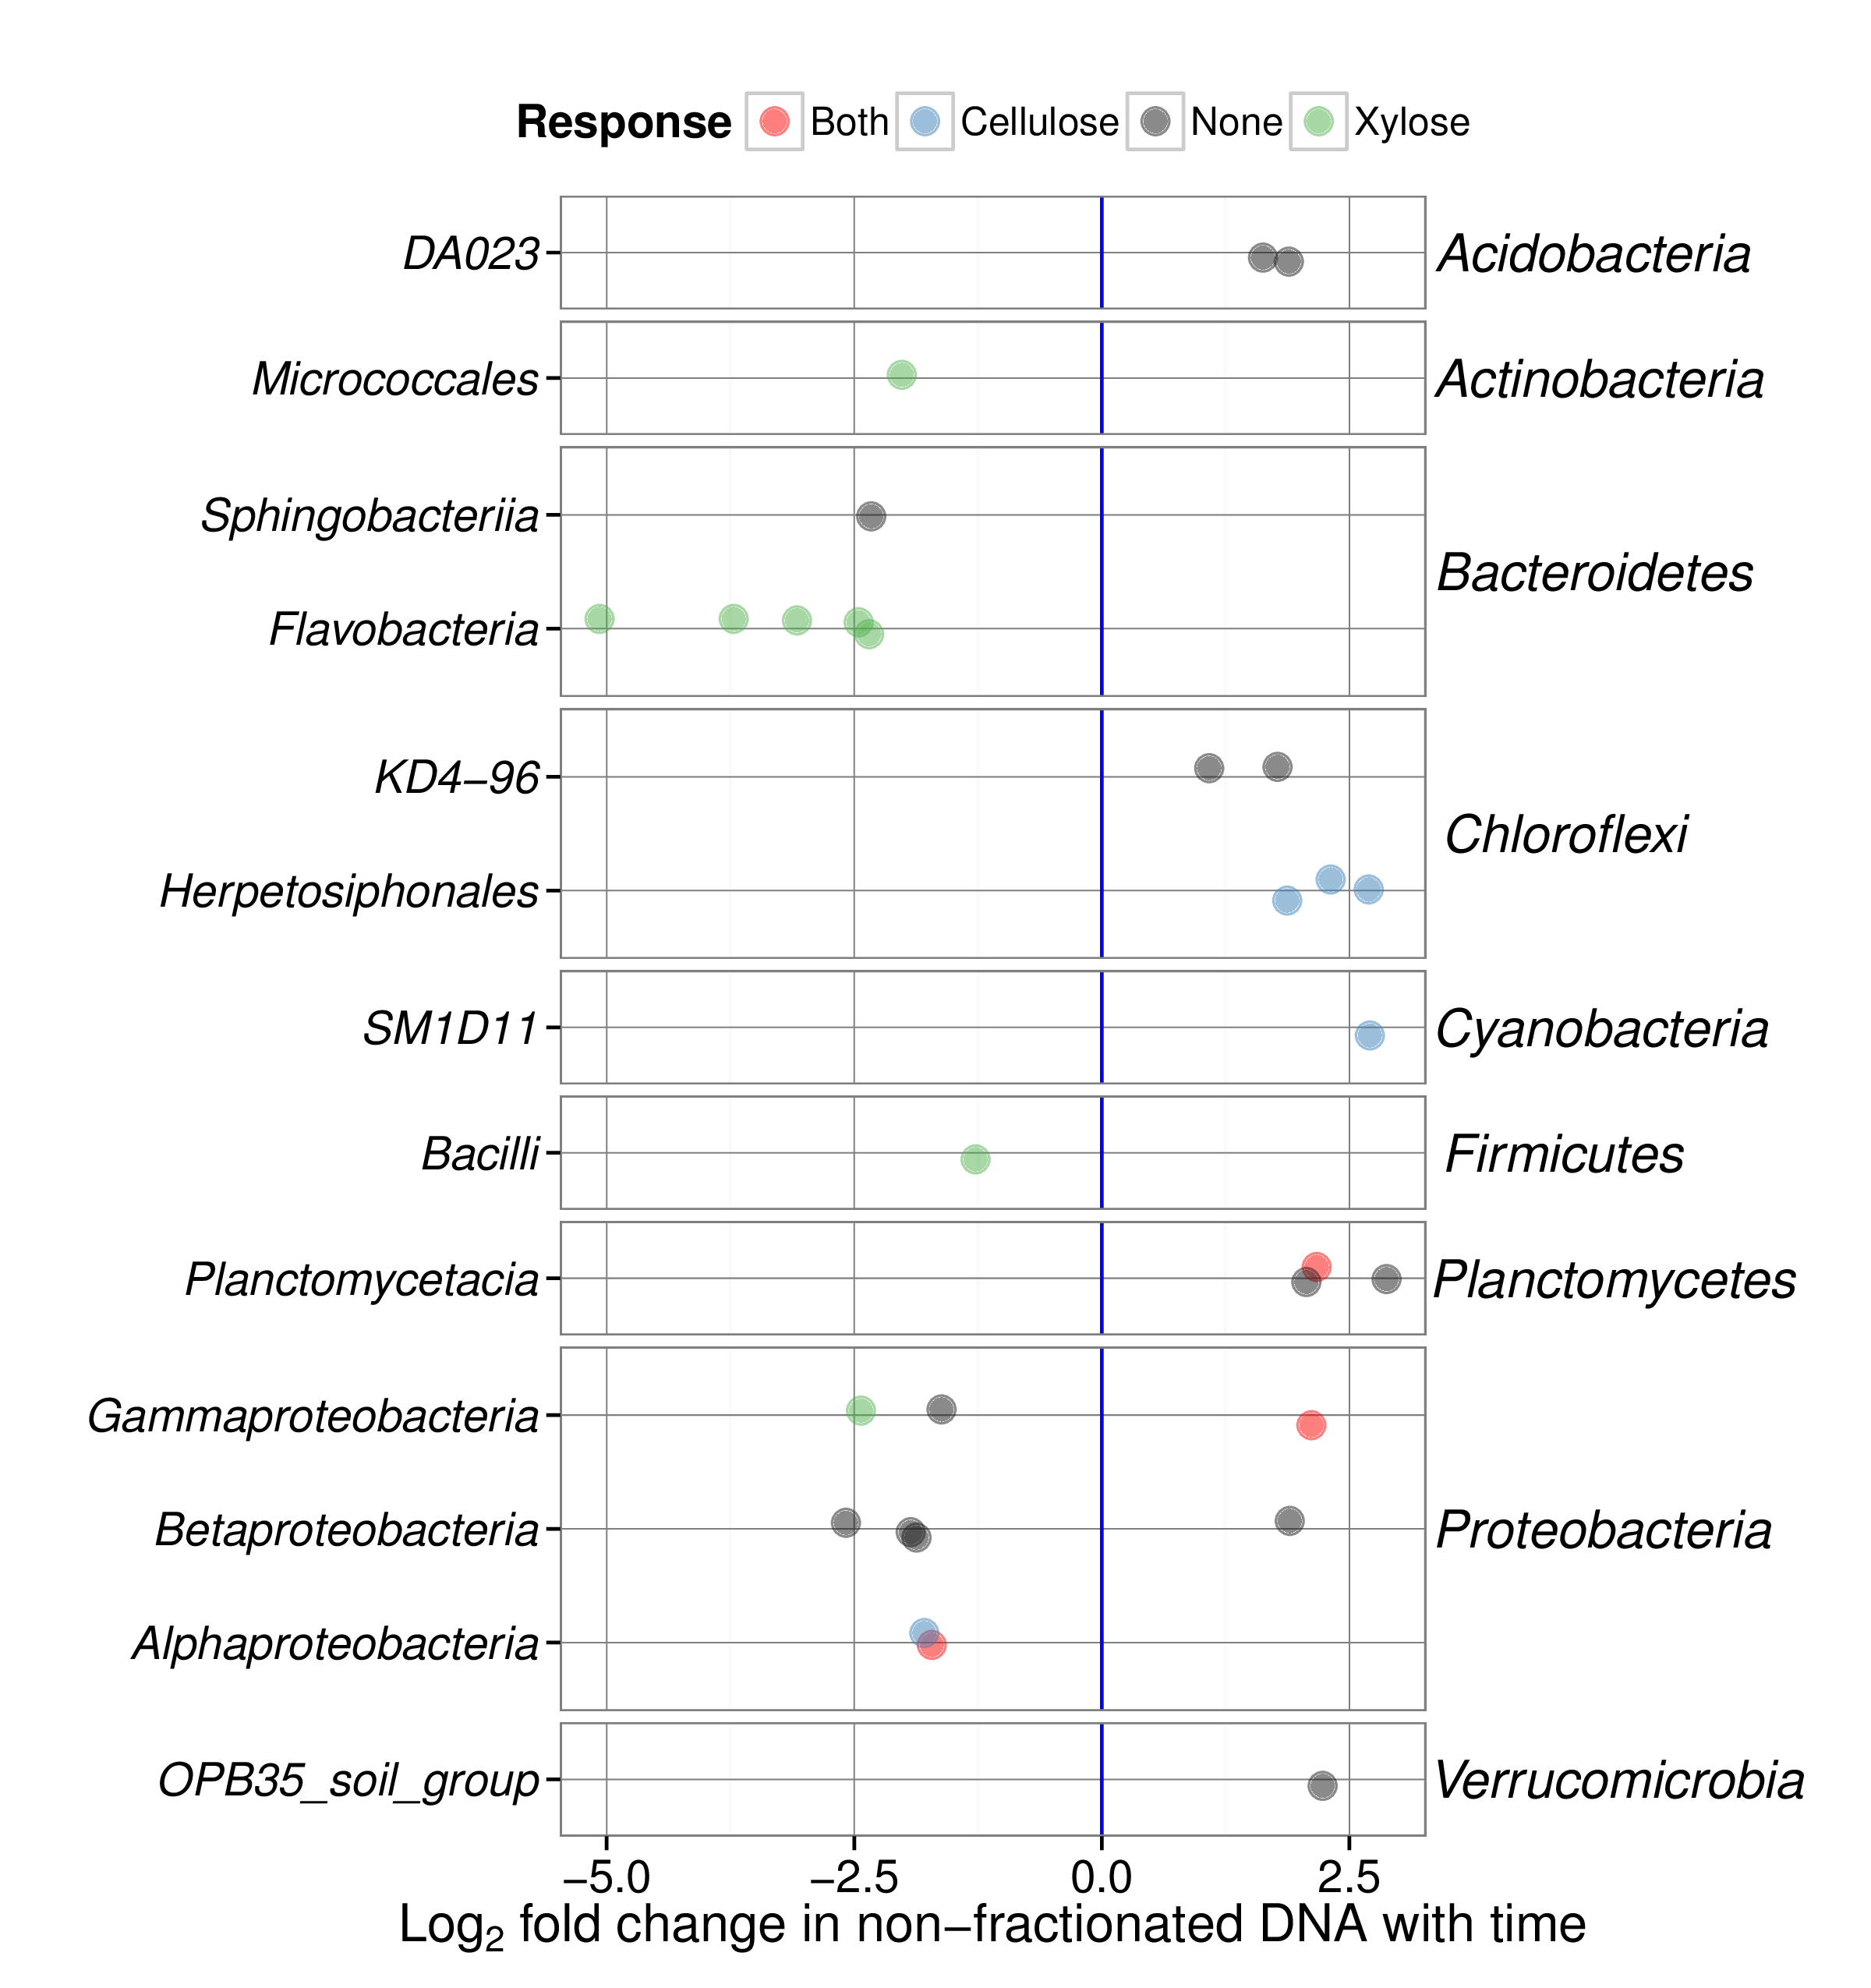 Response Both Cellulose None Xylose
DA023 Acidobacteria
Micrococcales Actinobacteria
Sphingobacteriia
Bacteroidetes
Flavobacteria
KD4−96
Chloroflexi
Herpetosiphonales
SM1D11 Cyanobacteria
Bacilli Firmicutes
Planctomycetacia Planctomycetes
Gammaproteobacteria
Betaproteobacteria Proteobacteria
Alphaproteobacteria
OPB35_soil_group Verrucomicrobia
−5.0 −2.5 0.0 2.5
Log₂ fold change in non−fractionated DNA with time